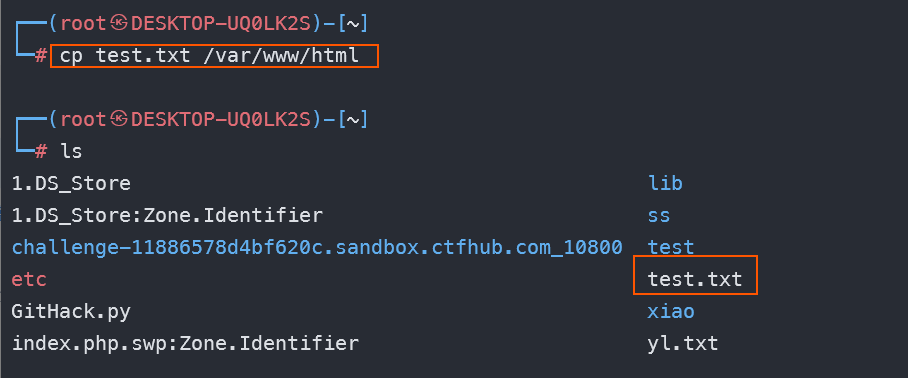 ┌──(root㉿DESKTOP-UQ0LK2S)-[~]
└─# cp test.txt /var/www/html
┌──(root㉿DESKTOP-UQ0LK2S)-[~]
└─# ls
1.DS_Store lib
1.DS_Store:Zone.Identifier ss
challenge-11886578d4bf620c.sandbox.ctfhub.com_10800 test
etc test.txt
GitHack.py xiao
index.php.swp:Zone.Identifier yl.txt